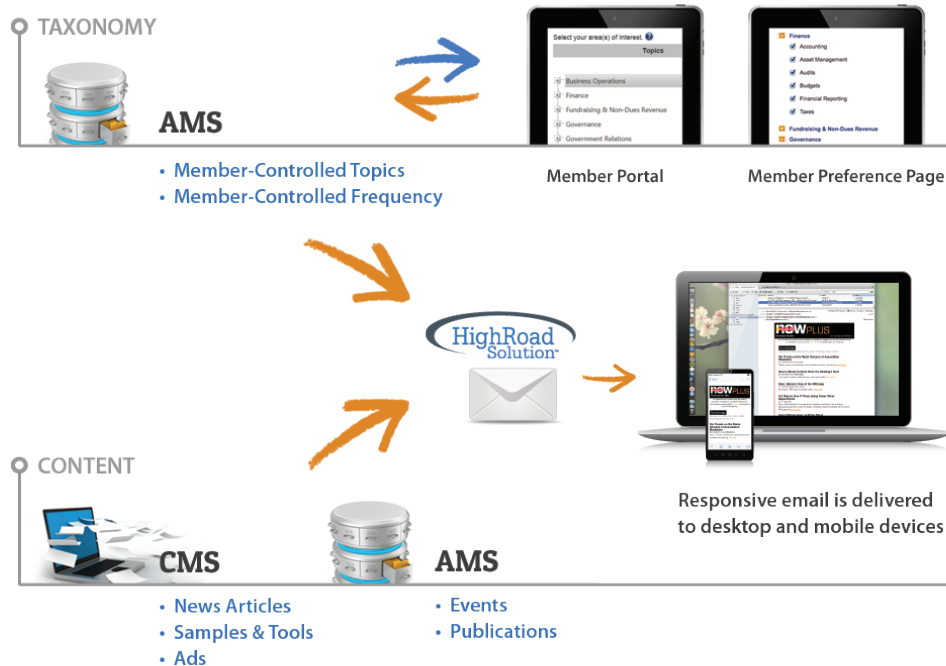 TAXONOMY
AMS
• Member-Controlled Topics
• Member-Controlled Frequency
Select your area(s) of Interest. ?
Topics
Business Operations
Finance
Fundraising & Non-Dues Revenue
Governance
Government Relations
Member Portal
Finance
Accounting
Asset Management
Audits
Budgets
Financial Reporting
Taxes
Fundraising & Non-Dues Revenue
Governance
Member Preference Page
HighRoad
Solution™
NOWPLUS
NOWPLUS
Responsive email is delivered
to desktop and mobile devices
CONTENT
CMS
• News Articles
• Samples & Tools
• Ads
AMS
• Events
• Publications